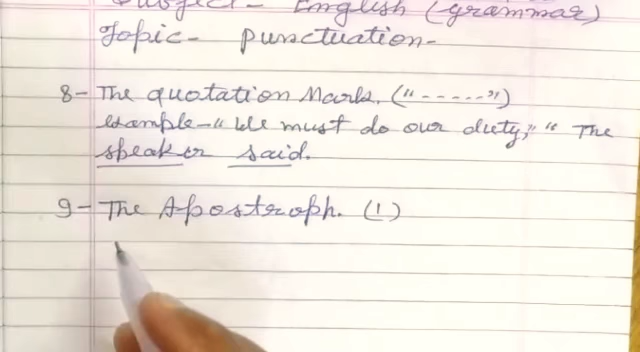 Subject- English (grammar)
Topic- Punctuation-
8- The quotation Mark. ("-----")
Example-" We must do our duty," " The
speaker said.
9- The Apostroph. (')